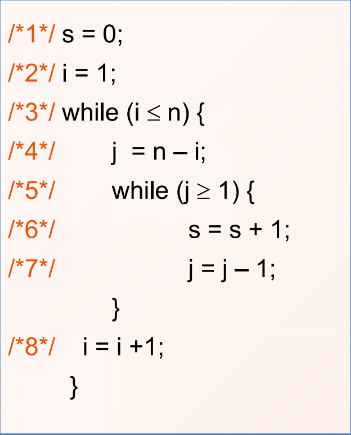 /*1*/ s = 0;
/*2*/ i = 1;
/*3*/ while (i ≤ n) {
/*4*/ j = n – i;
/*5*/ while (j ≥ 1) {
/*6*/ s = s + 1;
/*7*/ j = j – 1;
}
/*8*/ i = i +1;
}